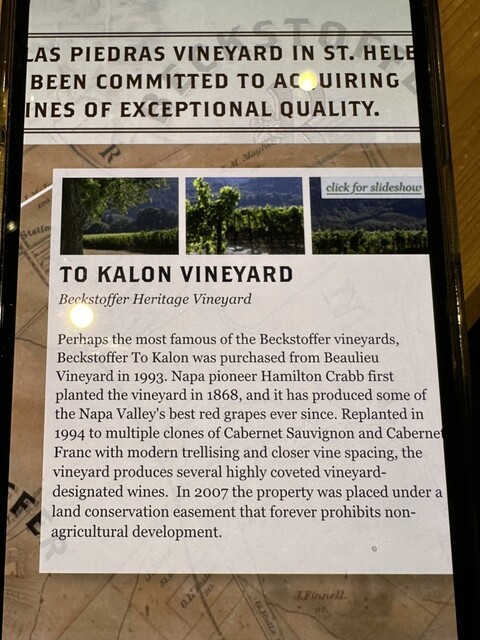 LAS PIEDRAS VINEYARD IN ST. HELE
BEEN COMMITTED TO ACQUIRING
INES OF EXCEPTIONAL QUALITY.
BECKSTOFFE
click for slideshow
TO KALON VINEYARD
Beckstoffer Heritage Vineyard
Perhaps the most famous of the Beckstoffer vineyards,
Beckstoffer To Kalon was purchased from Beaulieu
Vineyard in 1993. Napa pioneer Hamilton Crabb first
planted the vineyard in 1868, and it has produced some of
the Napa Valley's best red grapes ever since. Replanted in
1994 to multiple clones of Cabernet Sauvignon and Cabernet
Franc with modern trellising and closer vine spacing, the
vineyard produces several highly coveted vineyard-
designated wines. In 2007 the property was placed under a
land conservation easement that forever prohibits non-
agricultural development.
J.Finnell